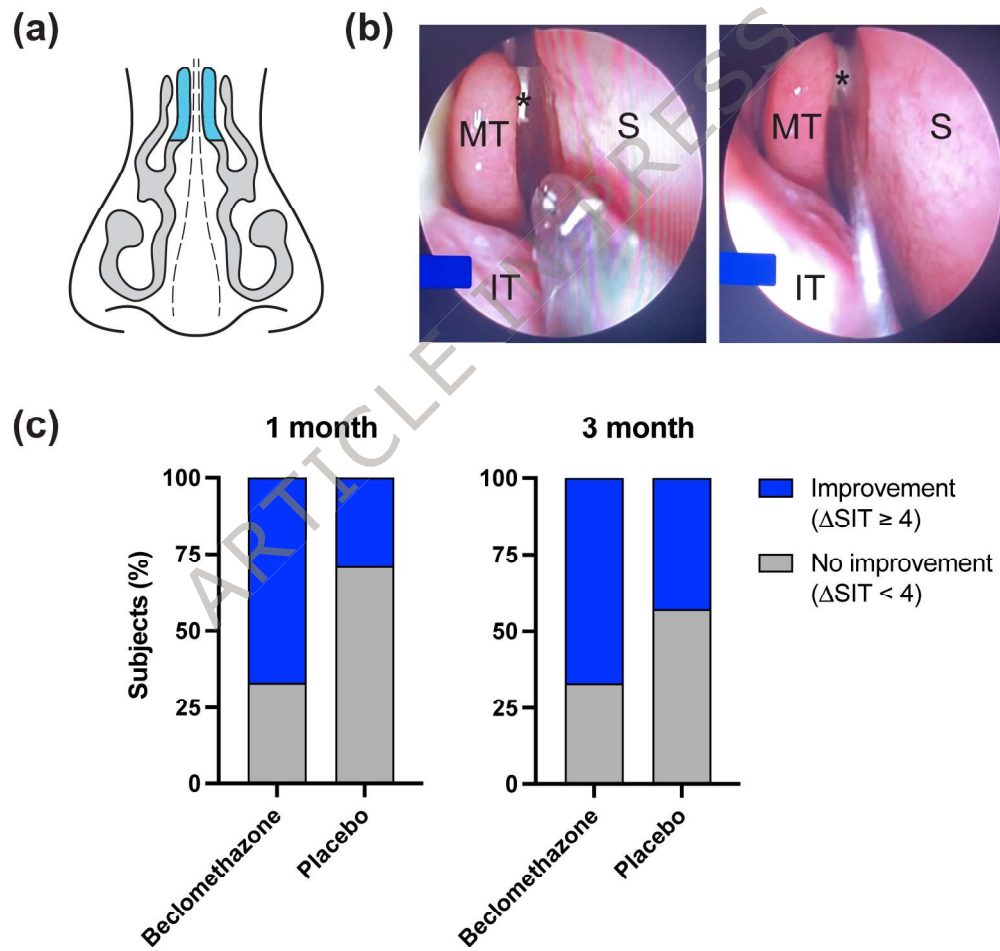 (a)
(b)
*
MT
S
IT
*
MT
S
IT
ARTICLE IN PRESS
(c)
1 month
3 month
Subjects (%)
100
75
50
25
0
Beclomethazone
Placebo
100
75
50
25
0
Beclomethazone
Placebo
Improvement
(ΔSIT ≥ 4)
No improvement
(ΔSIT < 4)